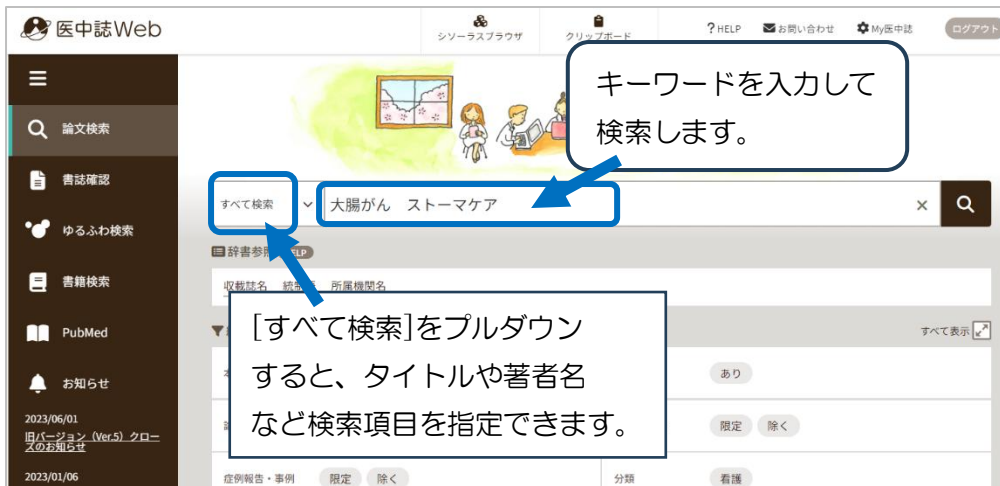 医中誌Web
シソーラスブラウザ
クリップボード
?HELP
お問い合わせ
My医中誌
ログアウト
論文検索
書誌確認
ゆるふわ検索
書籍検索
PubMed
お知らせ
2023/06/01
旧バージョン（Ver.5）クロー
ズのお知らせ
2023/01/06
キーワードを入力して
検索します。
すべて検索
大腸がん　ストーマケア
×
辞書参照
収載誌名
所属機関名
[すべて検索]をプルダウン
すると、タイトルや著者名
など検索項目を指定できます。
すべて表示
あり
限定 除く
症例報告・事例 限定 除く
分類 看護